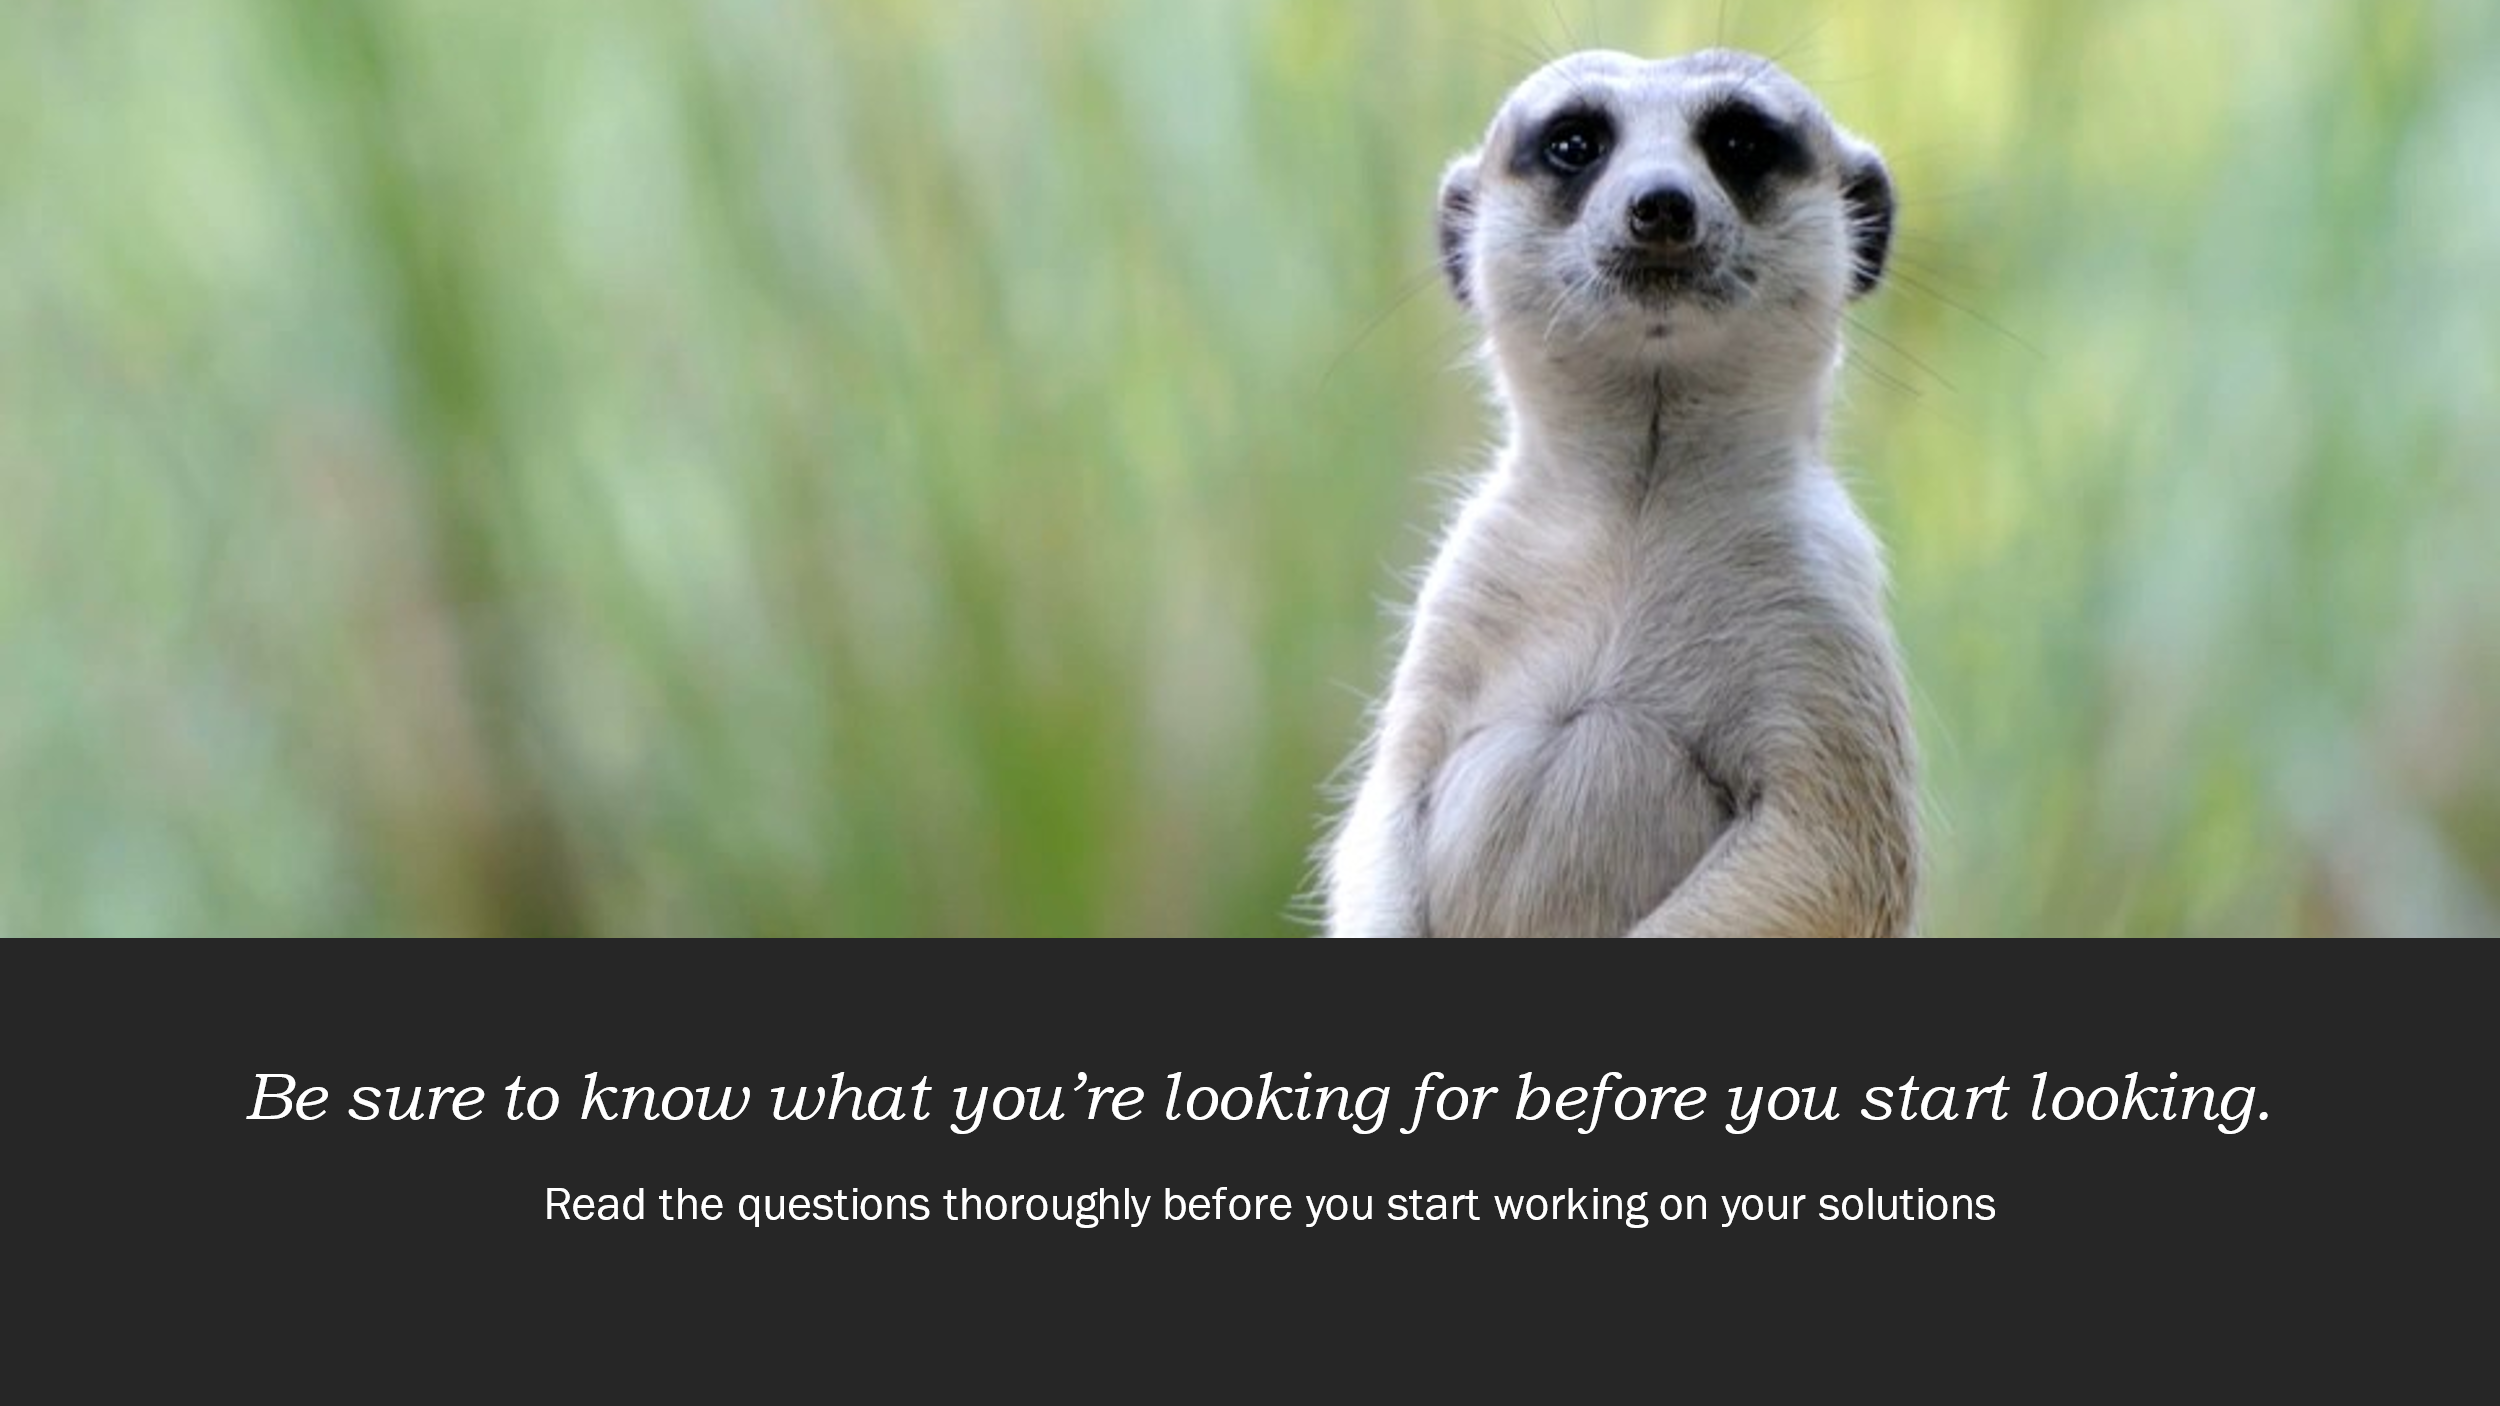 Be sure to know what you’re looking for before you start looking.
Read the questions thoroughly before you start working on your solutions